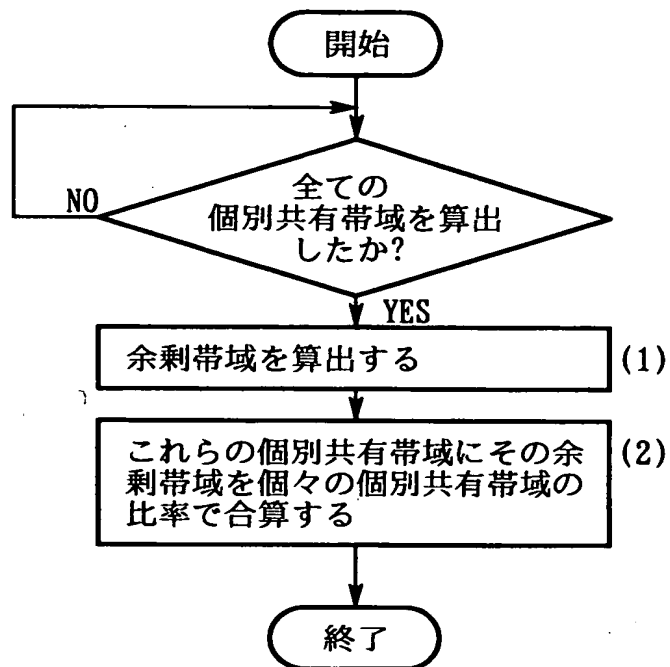 開始
全ての
個別共有帯域を算出
したか?
NO
YES
余剰帯域を算出する
(1)
これらの個別共有帯域にその余
剰帯域を個々の個別共有帯域の
比率で合算する
(2)
終了